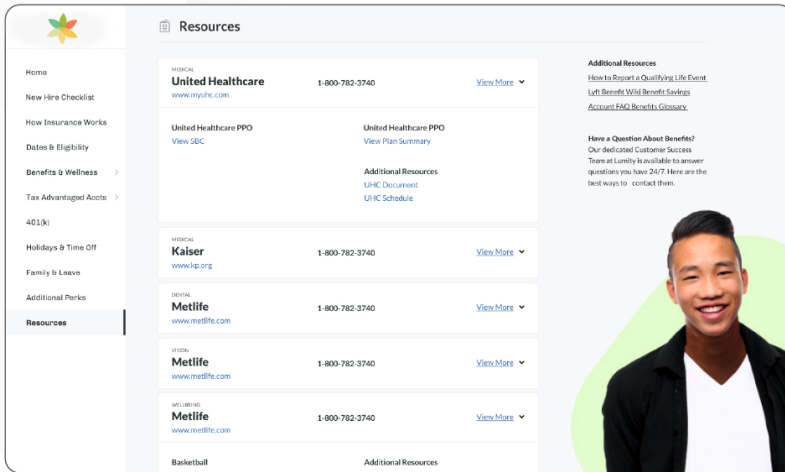 Resources
Home
New Hire Checklist
How Insurance Works
Dates & Eligibility
Benefits & Wellness
Tax Advantaged Accts
401(k)
Holidays & Time Off
Family & Leave
Additional Perks
Resources
MEDICAL
United Healthcare
1-800-782-3740
View More
www.myuhc.com
United Healthcare PPO
View SBC
United Healthcare PPO
View Plan Summary
Additional Resources
UHC Document
UHC Schedule
MEDICAL
Kaiser
1-800-782-3740
View More
www.kp.org
DENTAL
Metlife
1-800-782-3740
View More
www.metlife.com
VISION
Metlife
1-800-782-3740
View More
www.metlife.com
WELLBEING
Metlife
1-800-782-3740
View More
www.metlife.com
Basketball
Additional Resources
Additional Resources
How to Report a Qualifying Life Event
Lyft Benefit Wiki Benefit Savings
Account FAQ Benefits Glossary
Have a Question About Benefits?
Our dedicated Customer Success
Team at Lumity is available to answer
questions you have 24/7. Here are the
best ways to contact them.